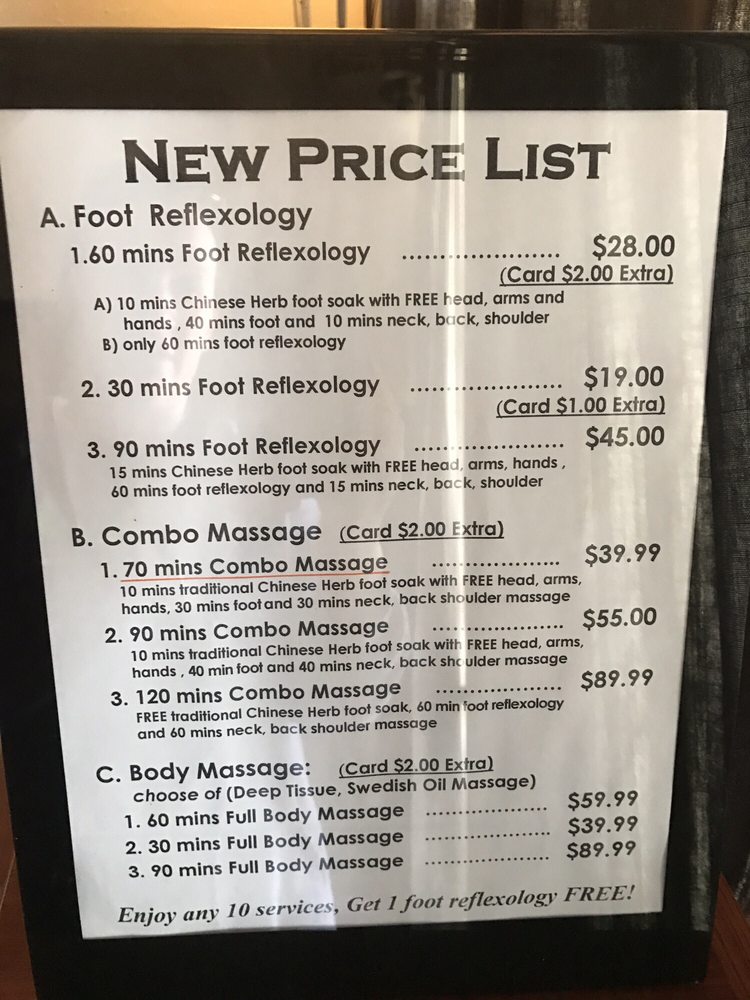 NEW PRICE LIST
A. Foot Reflexology
1.60 mins Foot Reflexology ..................... $28.00
(Card $2.00 Extra)
A) 10 mins Chinese Herb foot soak with FREE head, arms and
hands , 40 mins foot and 10 mins neck, back, shoulder
B) only 60 mins foot reflexology
2. 30 mins Foot Reflexology .................... $19.00
(Card $1.00 Extra)
3. 90 mins Foot Reflexology .................... $45.00
15 mins Chinese Herb foot soak with FREE head, arms, hands ,
60 mins foot reflexology and 15 mins neck, back, shoulder
B. Combo Massage (Card $2.00 Extra)
1. 70 mins Combo Massage .................. $39.99
10 mins traditional Chinese Herb foot soak with FREE head, arms,
hands, 30 mins foot and 30 mins neck, back shoulder massage
2. 90 mins Combo Massage .................. $55.00
10 mins traditional Chinese Herb foot soak with FREE head, arms,
hands , 40 min foot and 40 mins neck, back shoulder massage
3. 120 mins Combo Massage .................. $89.99
FREE traditional Chinese Herb foot soak, 60 min foot reflexology
and 60 mins neck, back shoulder massage
C. Body Massage: (Card $2.00 Extra)
choose of (Deep Tissue, Swedish Oil Massage)
1. 60 mins Full Body Massage .................. $59.99
2. 30 mins Full Body Massage .................. $39.99
3. 90 mins Full Body Massage .................. $89.99
Enjoy any 10 services, Get 1 foot reflexology FREE!